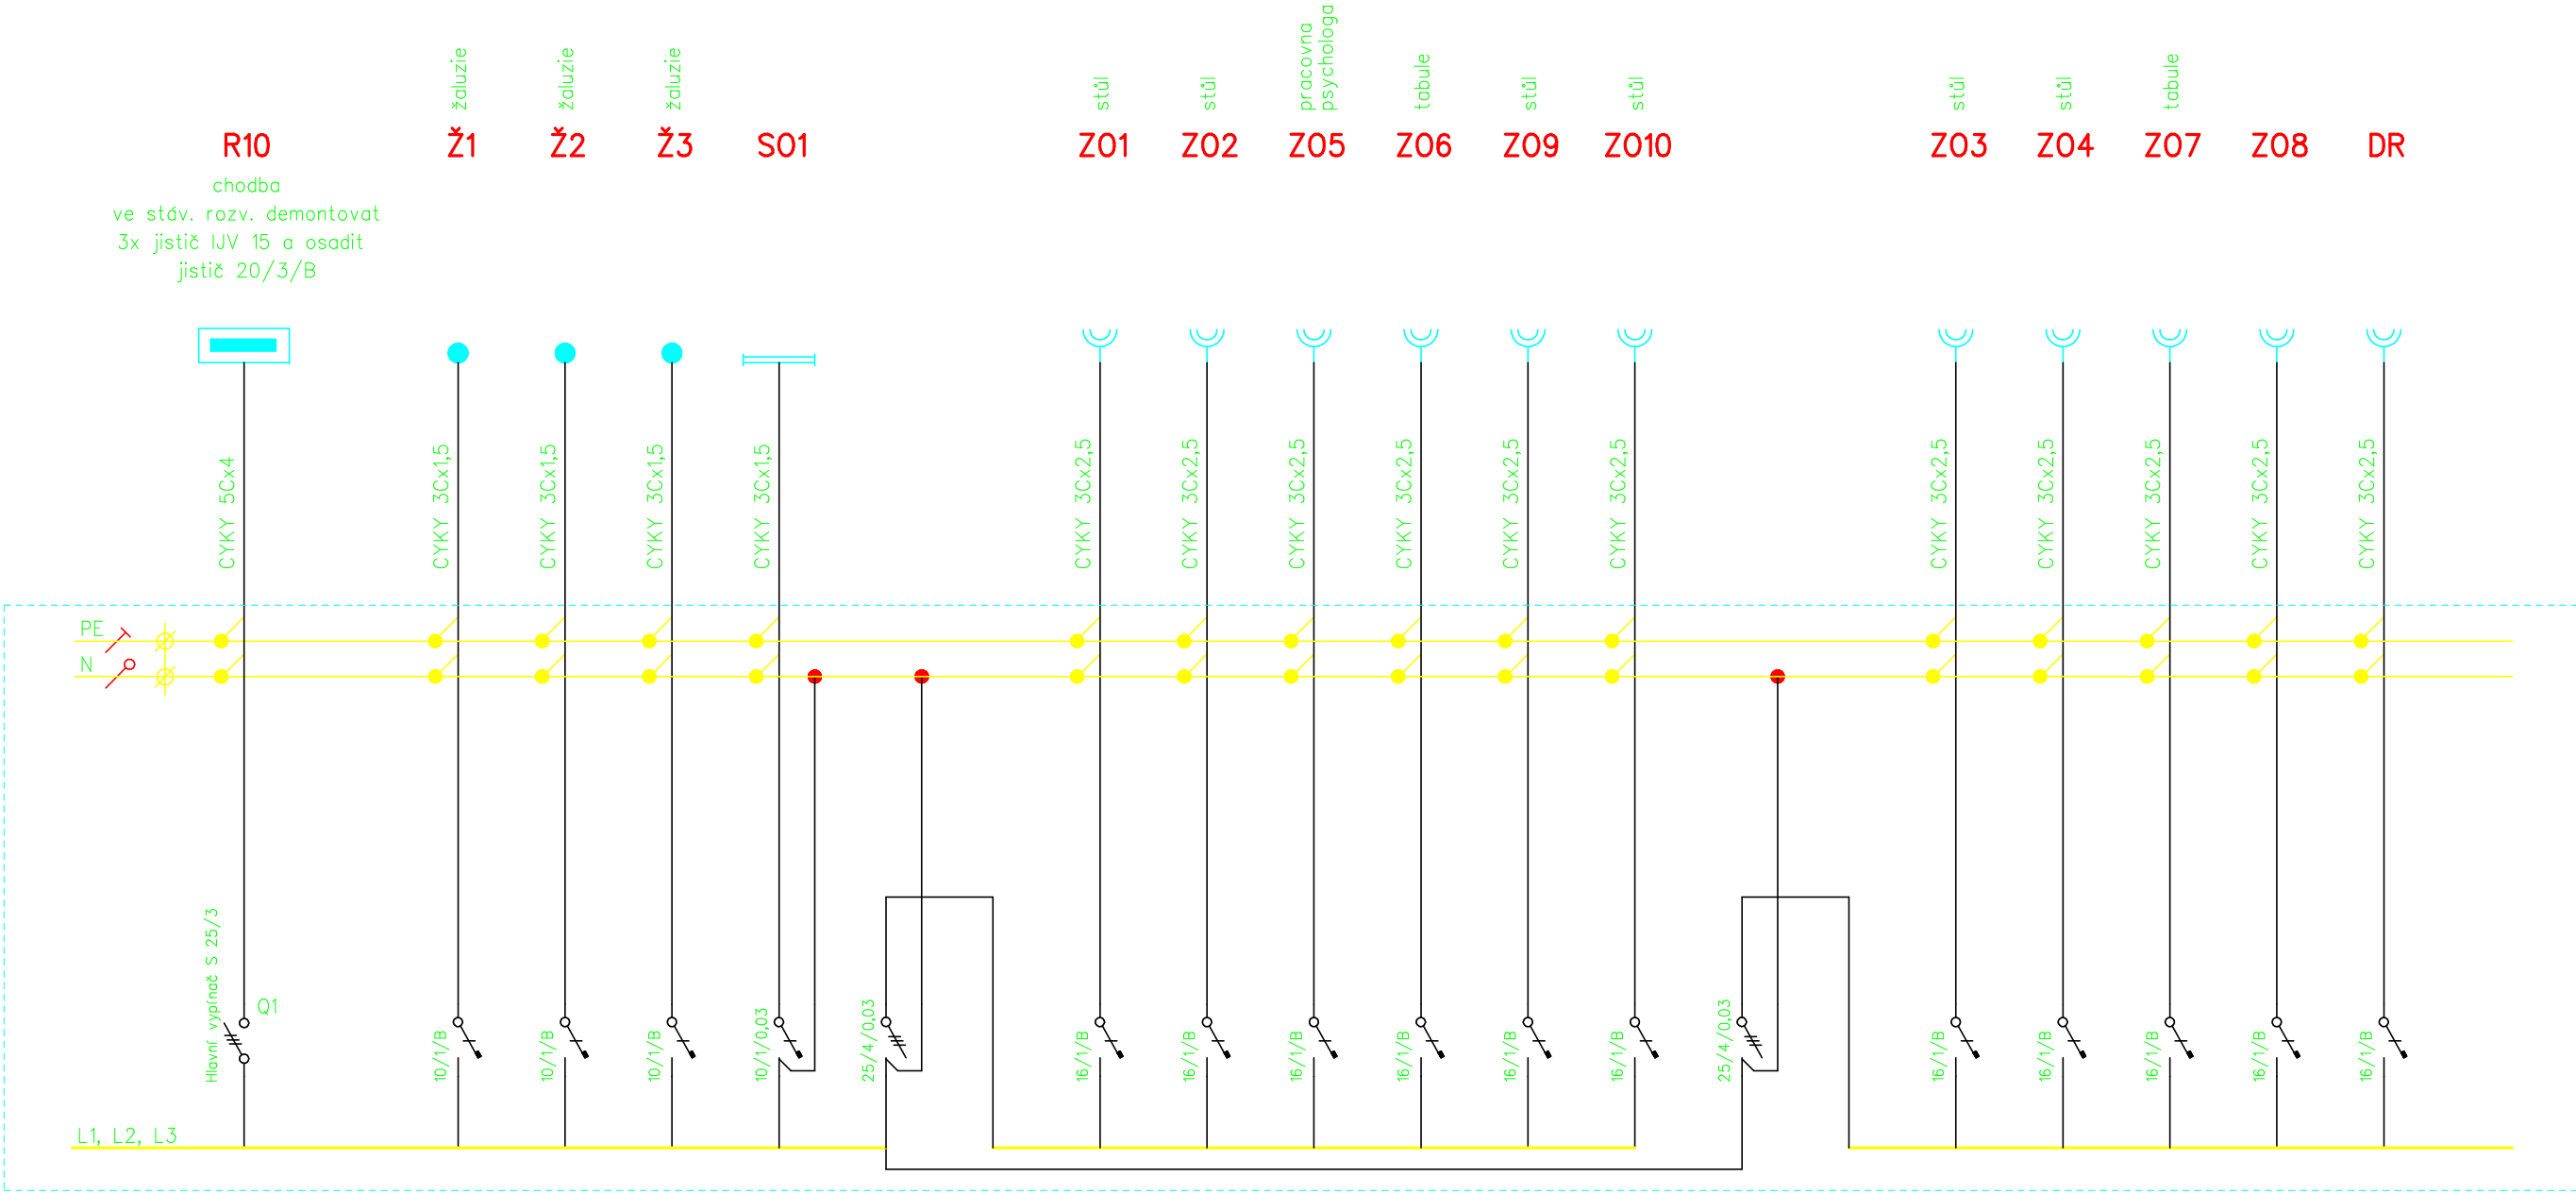 žaluzie
žaluzie
žaluzie
stůl
stůl
pracovna
psychologa
tabule
stůl
stůl
stůl
stůl
tabule
R10
Ž1
Ž2
Ž3
SO1
ZO1
ZO2
ZO5
ZO6
ZO9
ZO10
ZO3
ZO4
ZO7
ZO8
DR
chodba
ve stáv. rozv. demontovat
3x jistič IJV 15 a osadit
jistič 20/3/B
CYKY 5Cx4
CYKY 3Cx1,5
CYKY 3Cx1,5
CYKY 3Cx1,5
CYKY 3Cx1,5
CYKY 3Cx2,5
CYKY 3Cx2,5
CYKY 3Cx2,5
CYKY 3Cx2,5
CYKY 3Cx2,5
CYKY 3Cx2,5
CYKY 3Cx2,5
CYKY 3Cx2,5
CYKY 3Cx2,5
CYKY 3Cx2,5
CYKY 3Cx2,5
PE
N
Hlavní vypínač S 25/3
Q1
10/1/B
10/1/B
10/1/B
10/1/0,03
25/4/0,03
16/1/B
16/1/B
16/1/B
16/1/B
16/1/B
16/1/B
25/4/0,03
16/1/B
16/1/B
16/1/B
16/1/B
16/1/B
L1, L2, L3